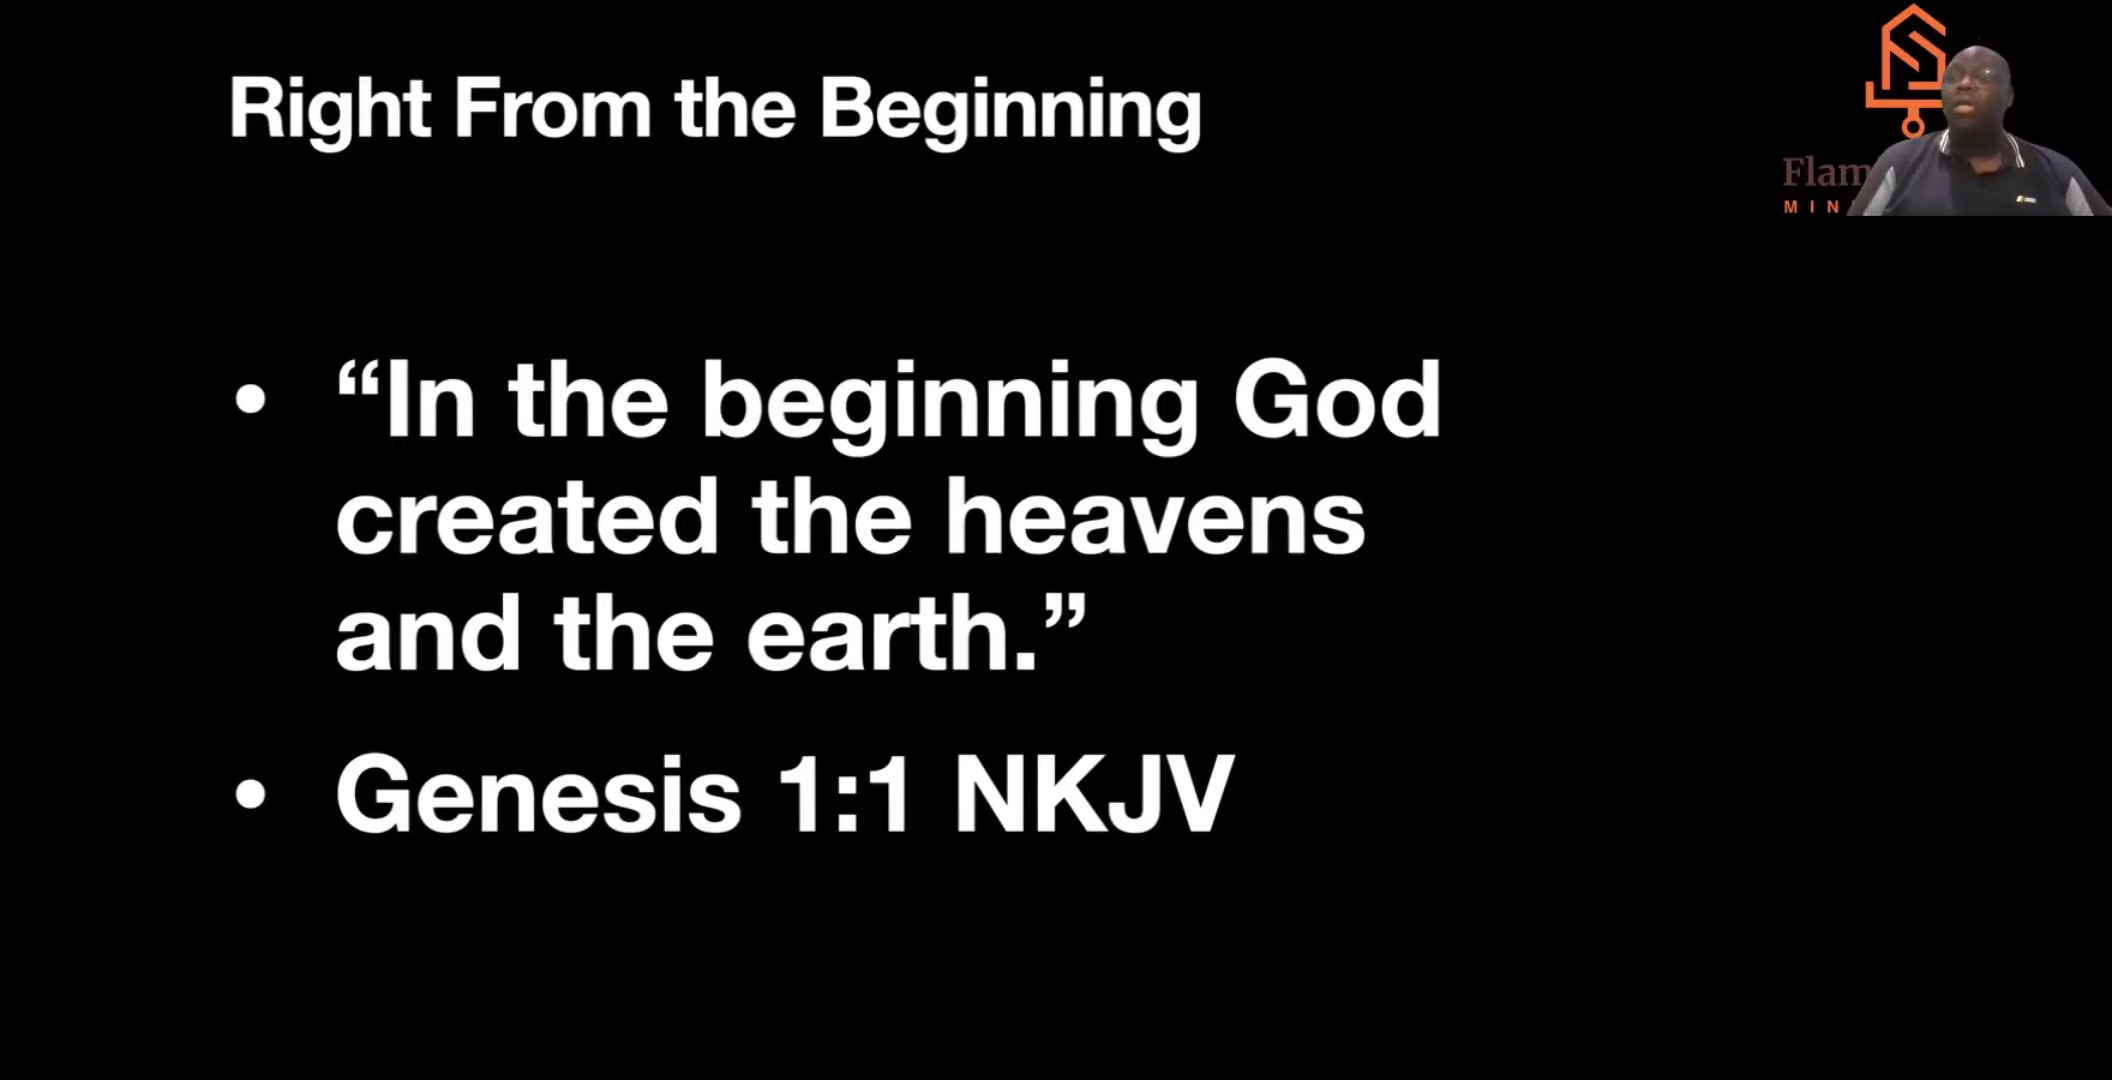 Right From the Beginning
• “In the beginning God
created the heavens
and the earth.”
• Genesis 1:1 NKJV